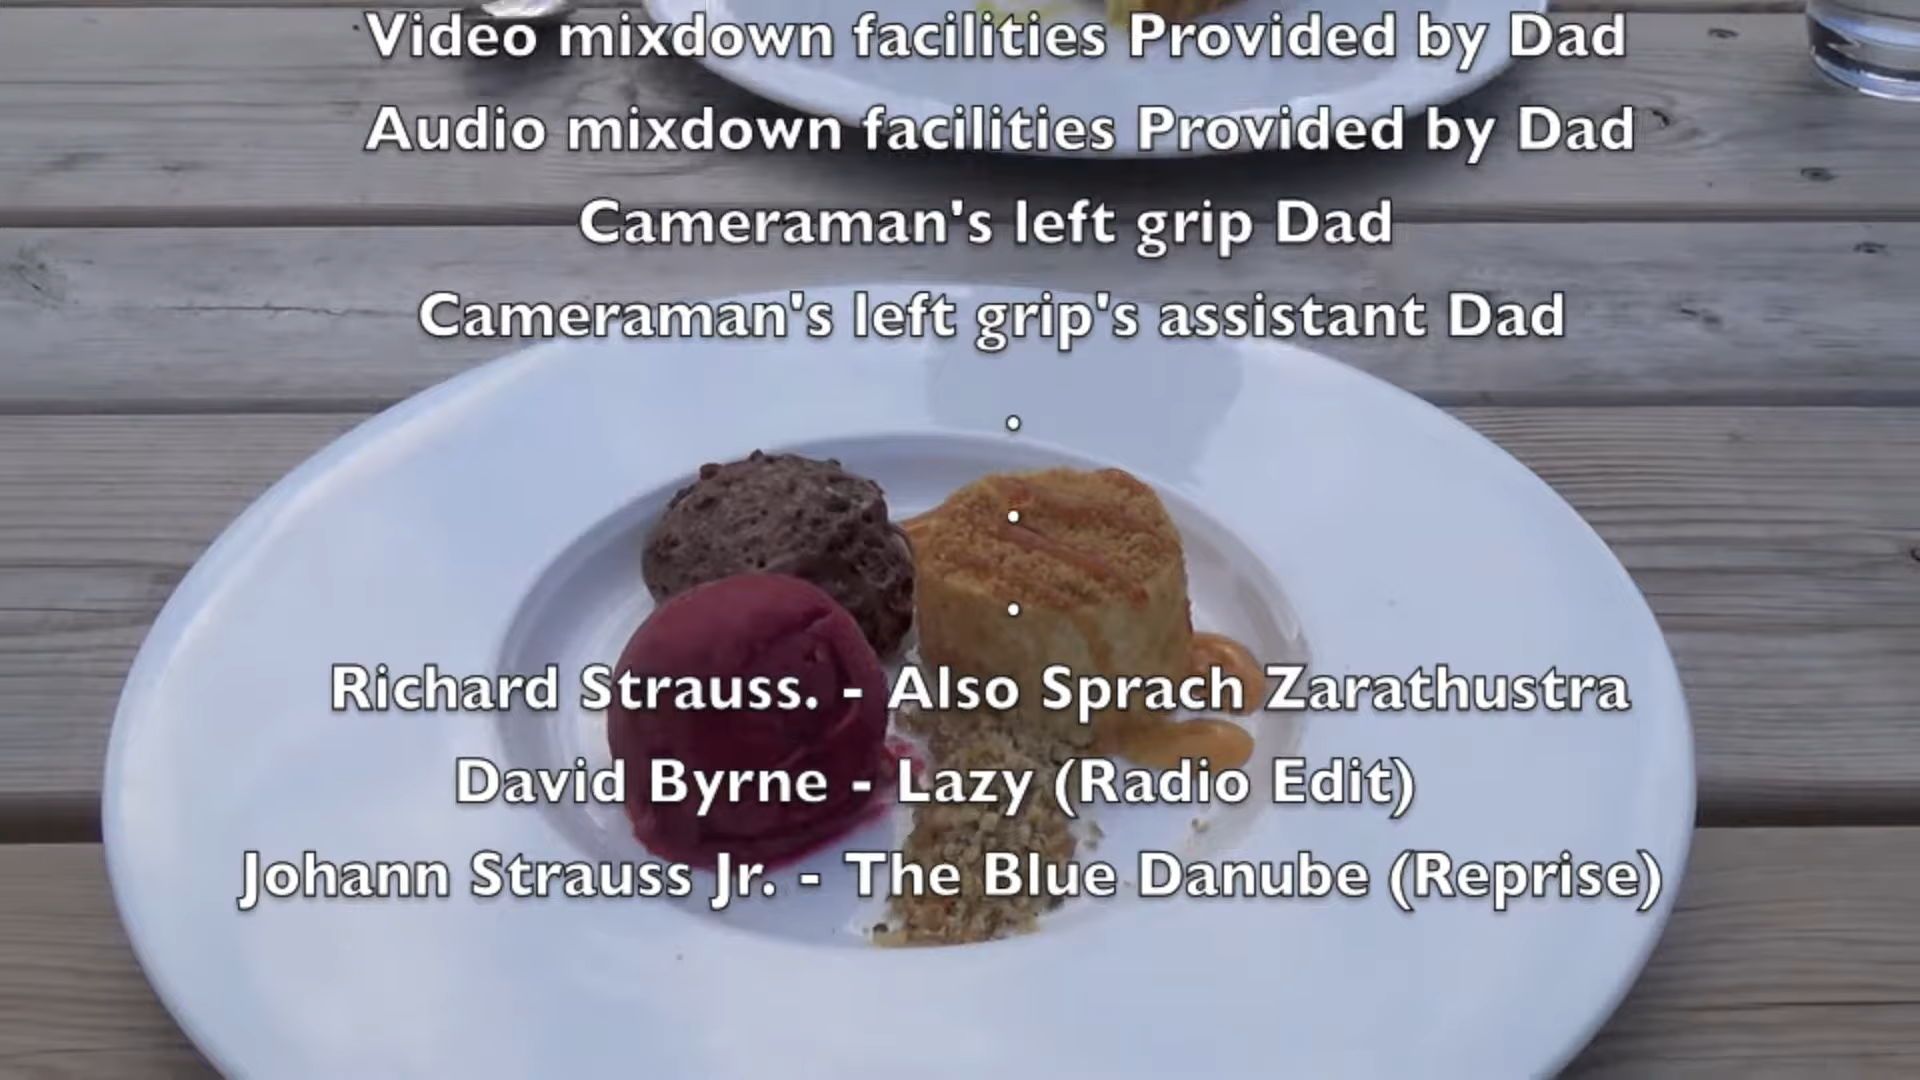 Video mixdown facilities Provided by Dad
Audio mixdown facilities Provided by Dad
Cameraman's left grip Dad
Cameraman's left grip's assistant Dad
.
.
.
Richard Strauss. - Also Sprach Zarathustra
David Byrne - Lazy (Radio Edit)
Johann Strauss Jr. - The Blue Danube (Reprise)